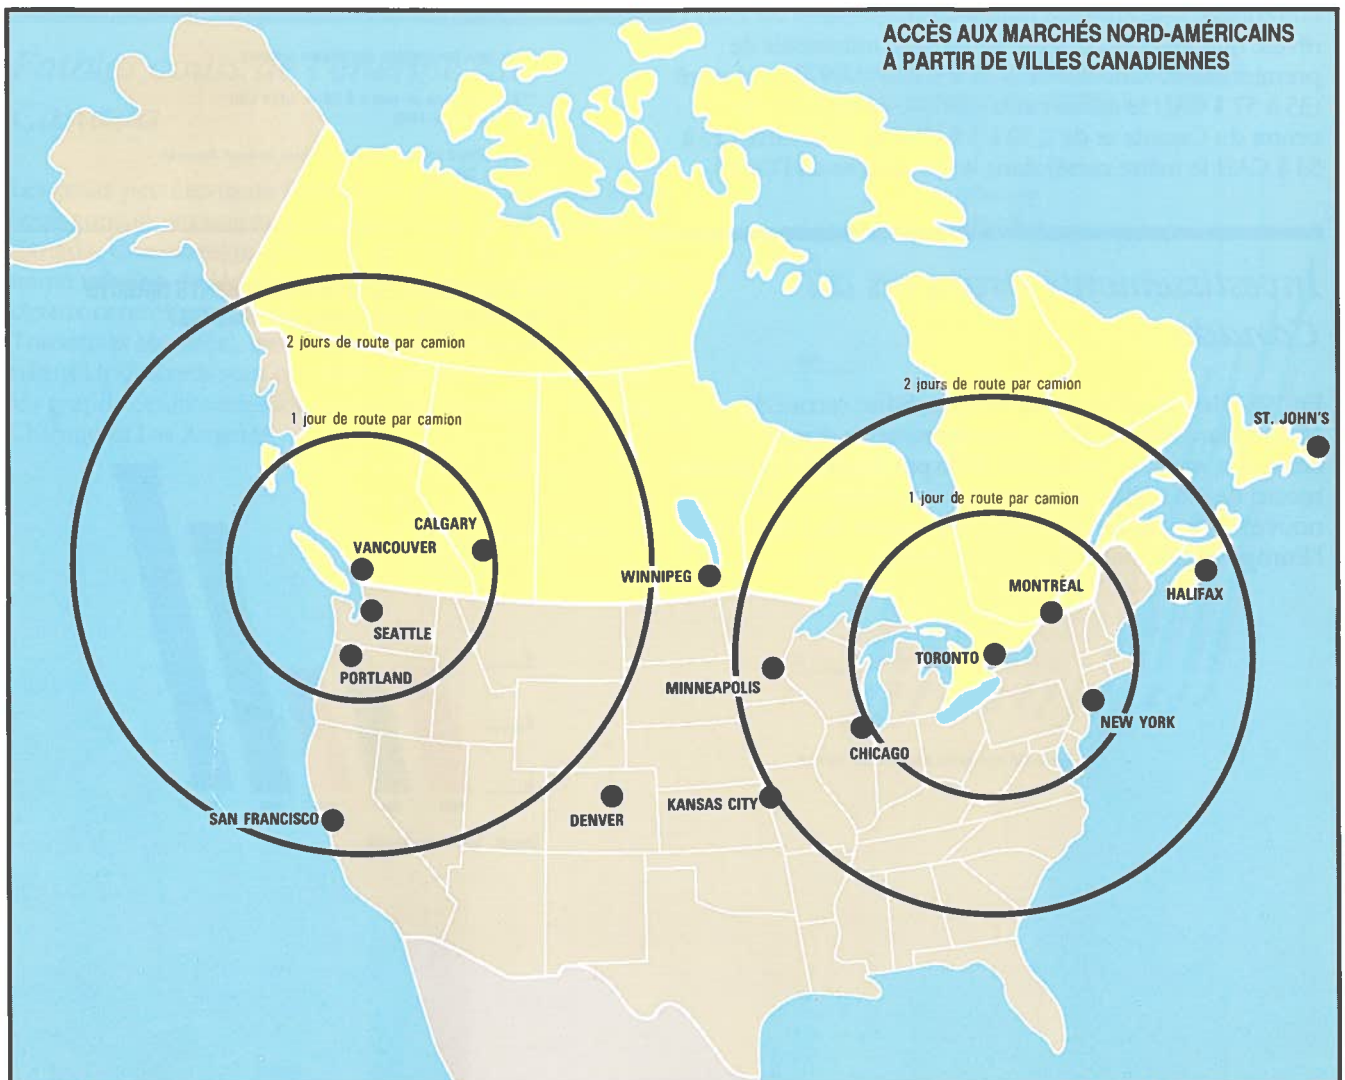 ACCÈS AUX MARCHÉS NORD-AMÉRICAINS
À PARTIR DE VILLES CANADIENNES
2 jours de route par camion
2 jours de route par camion
1 jour de route par camion
ST. JOHN'S
1 jour de route par camion
CALGARY
VANCOUVER
WINNIPEG
MONTRÉAL
HALIFAX
SEATTLE
TORONTO
PORTLAND
MINNEAPOLIS
NEW YORK
CHICAGO
KANSAS CITY
SAN FRANCISCO
DENVER